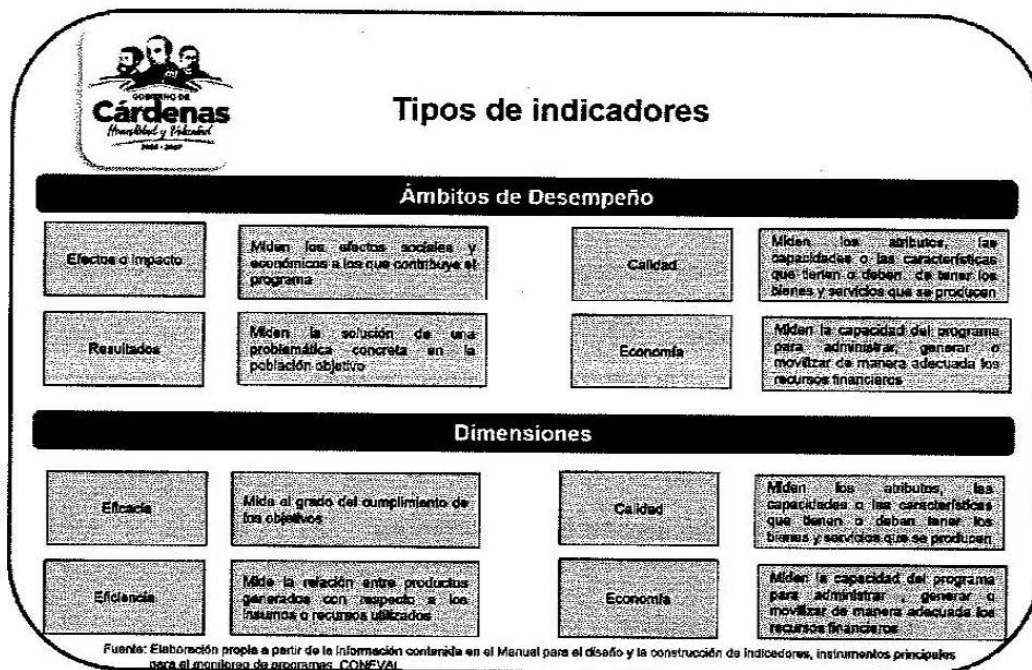 GOBIERNO DE
Cárdenas
Tipos de indicadores
Ámbitos de Desempeño
Efectos o Impacto
Miden los efectos sociales y
económicos a los que contribuye el
programa
Calidad
Miden los atributos, las
capacidades o las características
que tienen o deben de tener los
bienes y servicios que se producen
Resultados
Miden la solución de una
problemática concreta en la
población objetivo
Economía
Miden la capacidad del programa
para administrar, generar o
movilizar de manera adecuada los
recursos financieros
Dimensiones
Eficacia
Mide el grado del cumplimiento de
los objetivos
Calidad
Miden los atributos, las
capacidades o las características
que tienen o deban tener los
bienes y servicios que se producen
Eficiencia
Mide la relación entre productos
generados con respecto a los
insumos o recursos utilizados
Economía
Miden la capacidad del programa
para administrar , generar o
movilizar de manera adecuada los
recursos financieros
Fuente: Elaboración propia a partir de la información contenida en el Manual para el diseño y la construcción de indicadores, instrumentos principales
para el monitoreo de programas. CONEVAL